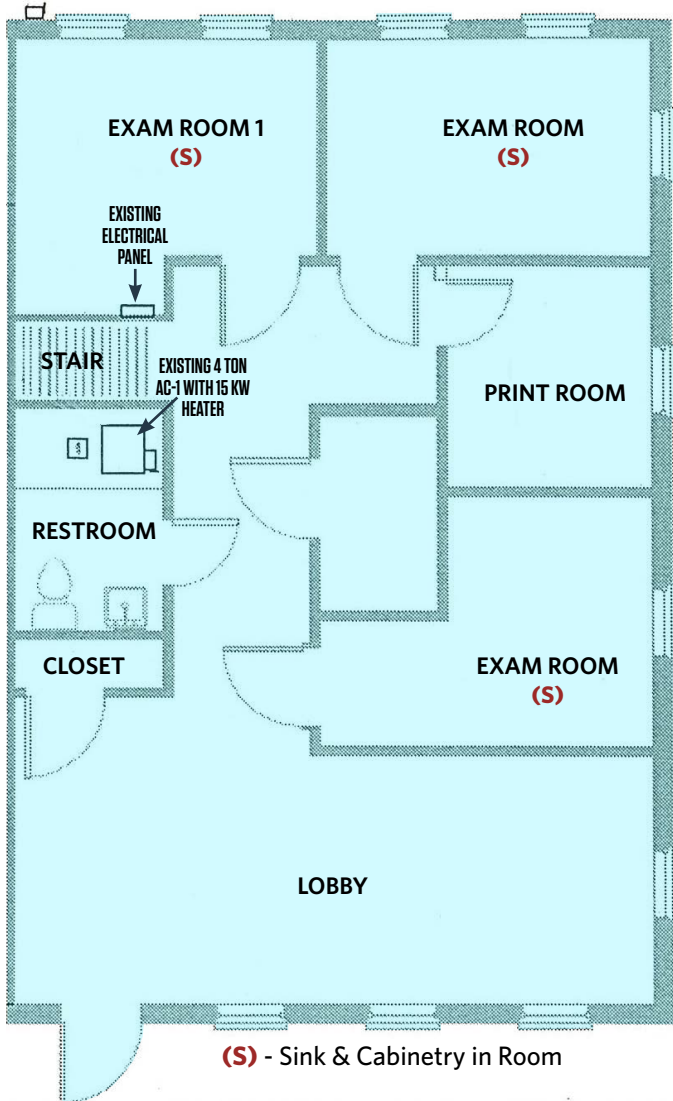 EXAM ROOM 1
(S)
EXAM ROOM
(S)
EXISTING
ELECTRICAL
PANEL
STAIR
EXISTING 4 TON
AC-1 WITH 15 KW
HEATER
PRINT ROOM
RESTROOM
CLOSET
EXAM ROOM
(S)
LOBBY
(S) - Sink & Cabinetry in Room